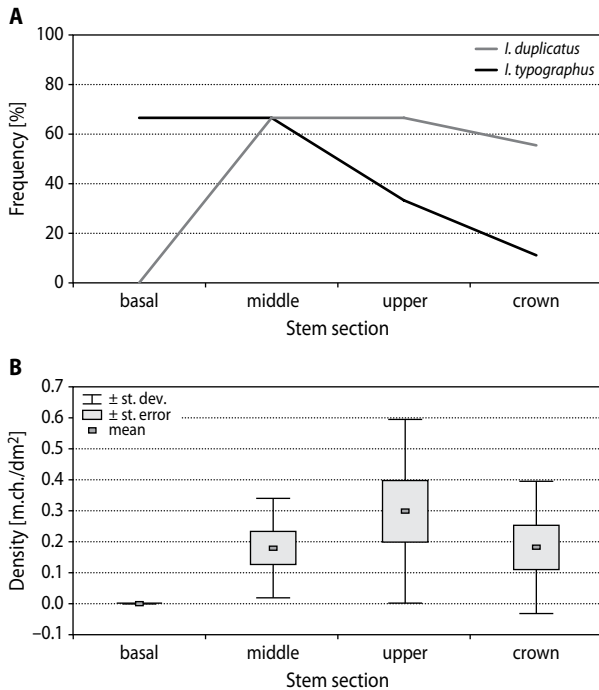 A
100
80
60
40
20
0
Frequency [%]
I. duplicatus
I. typographus
basal middle upper crown
Stem section
B
0.7
0.6
0.5
0.4
0.3
0.2
0.1
0.0
–0.1
Density [m.ch./dm²]
± st. dev.
± st. error
mean
basal middle upper crown
Stem section